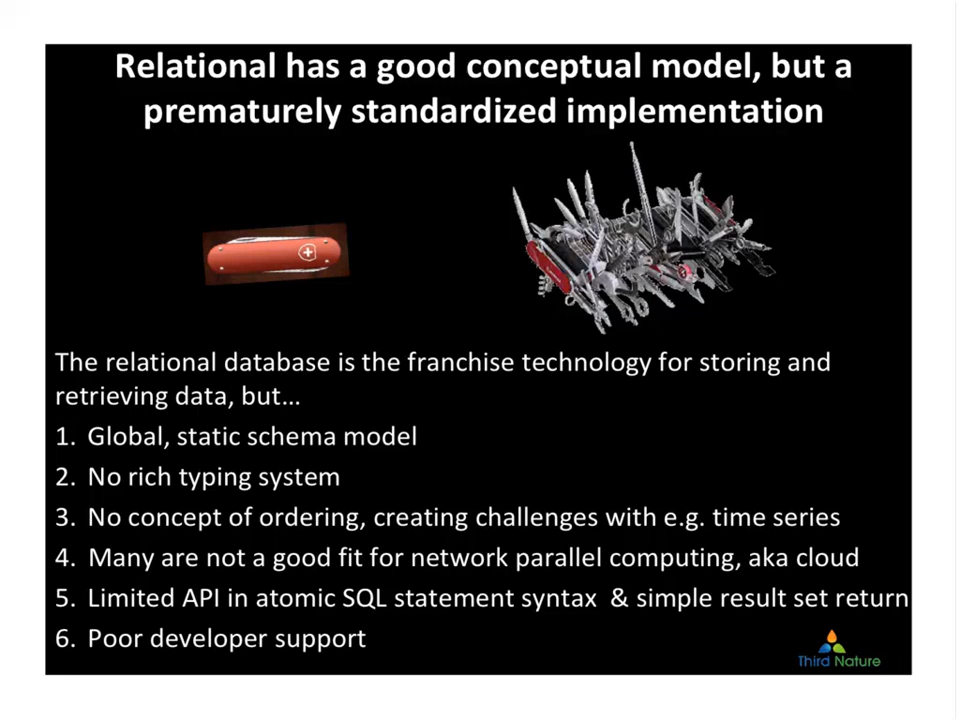 Relational has a good conceptual model, but a
prematurely standardized implementation
The relational database is the franchise technology for storing and
retrieving data, but…
1. Global, static schema model
2. No rich typing system
3. No concept of ordering, creating challenges with e.g. time series
4. Many are not a good fit for network parallel computing, aka cloud
5. Limited API in atomic SQL statement syntax & simple result set return
6. Poor developer support
Third Nature